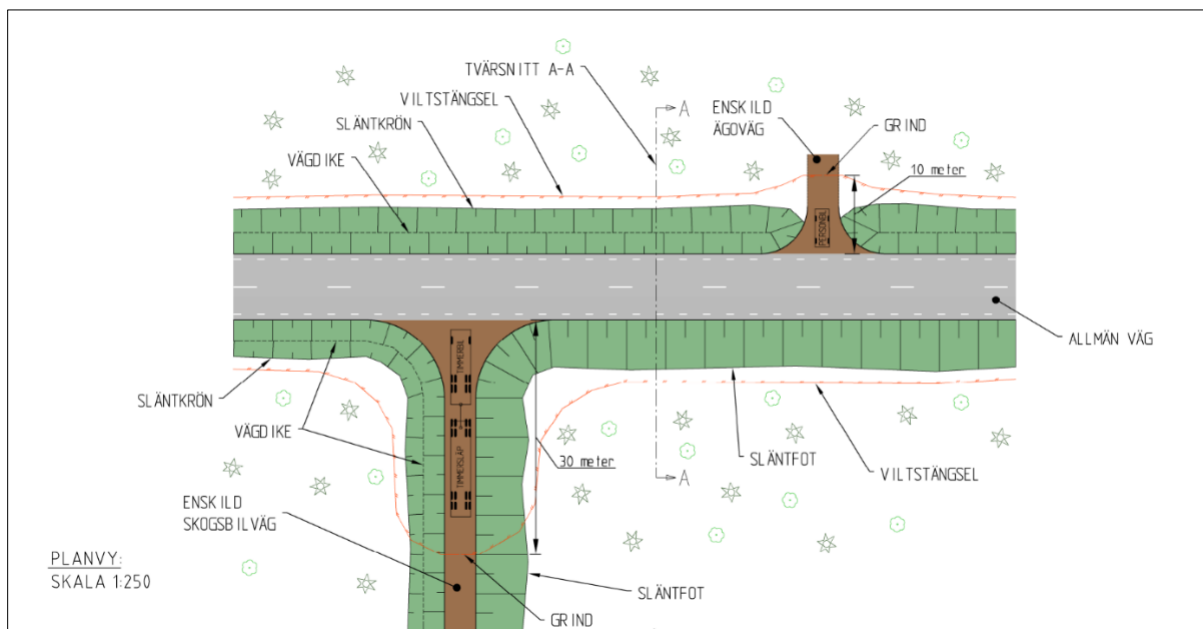 TVÄRSNITT A-A
VILTSTÄNGSEL
SLÄNTKRÖN
VÄGDIKE
A
ENSKILD
ÄGOVÄG
GRIND
10 meter
PERSONBIL
ALLMÄN VÄG
TIMMERBIL
SLÄNTKRÖN
VÄGDIKE
TIMMERSLÄP
30 meter
SLÄNTFOT
VILTSTÄNGSEL
A
ENSKILD
SKOGSBILVÄG
PLANVY:
SKALA 1:250
SLÄNTFOT
GRIND